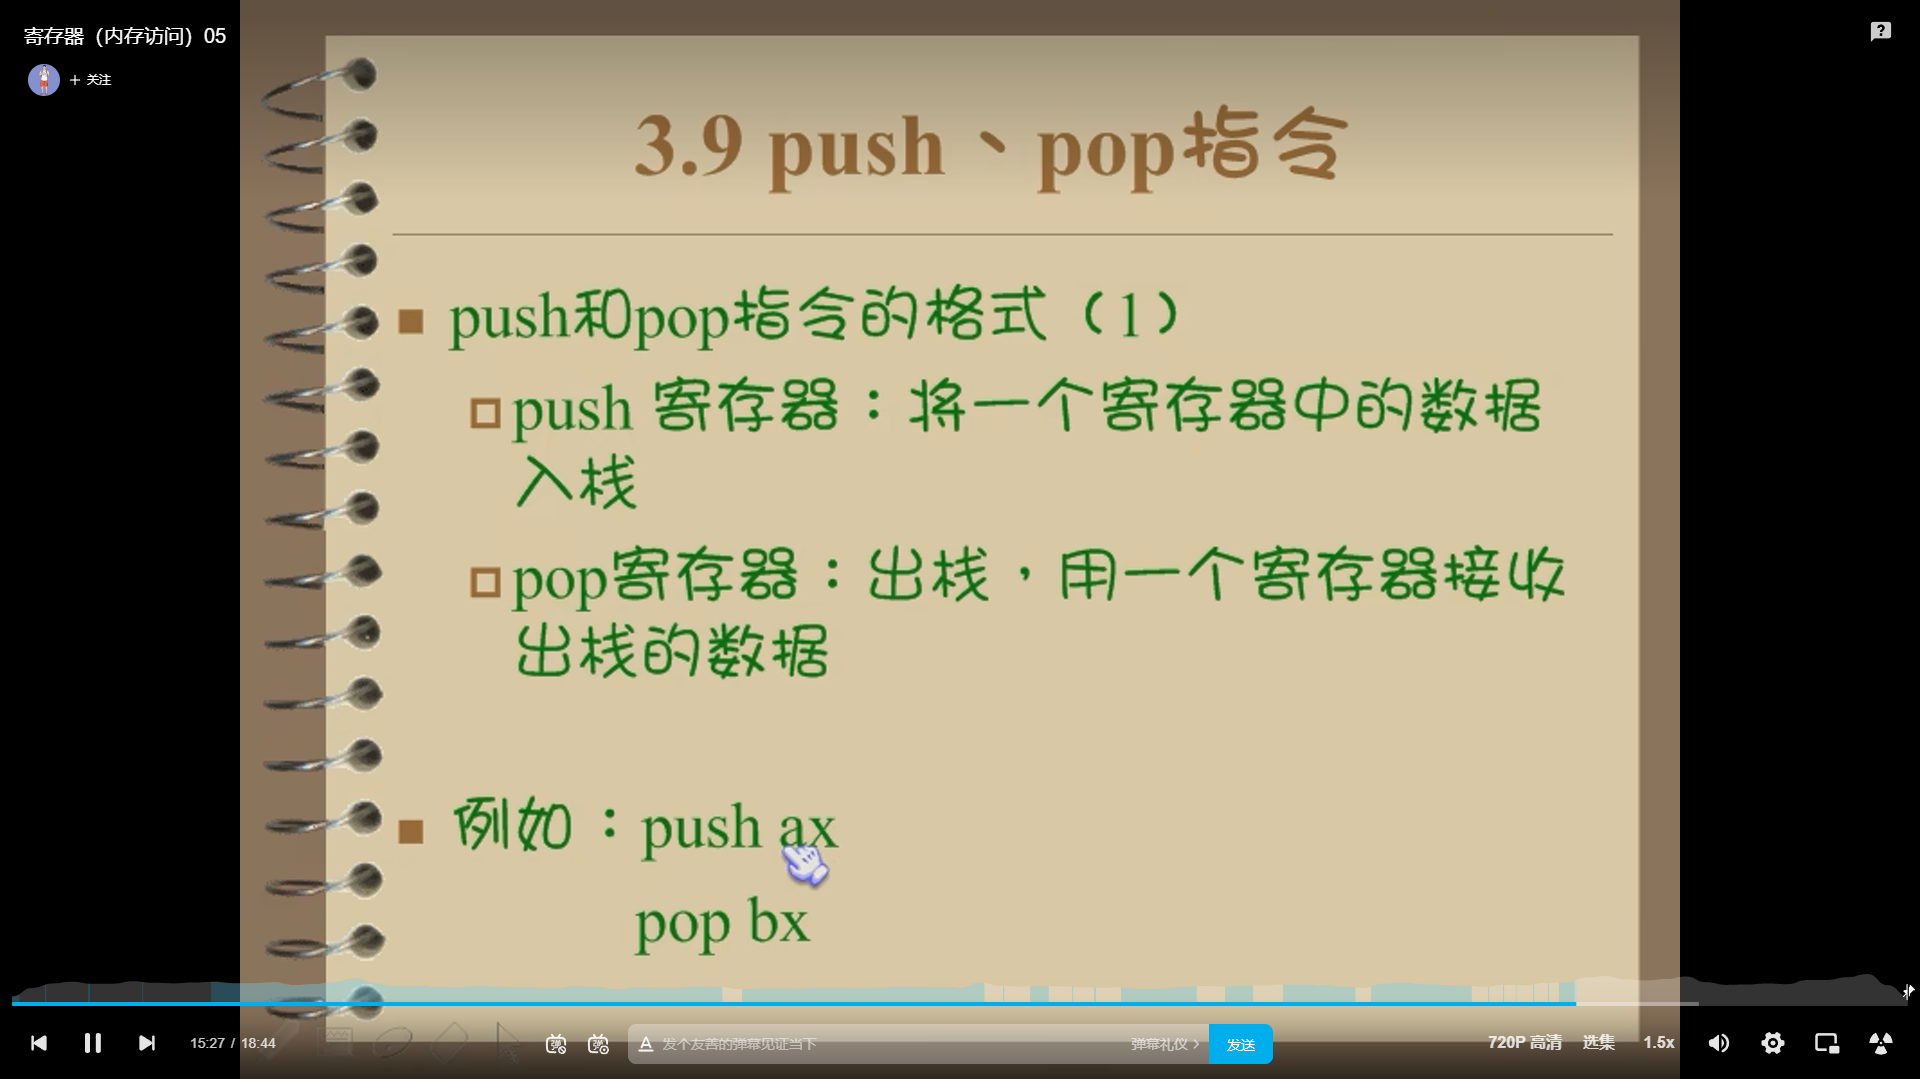 寄存器（内存访问）05
+ 关注
3.9 push、pop指令
push和pop指令的格式（1）
push 寄存器：将一个寄存器中的数据
入栈
pop寄存器：出栈，用一个寄存器接收
出栈的数据
例如：push ax
pop bx
15:27 / 18:44
弹 弹
A 发个友善的弹幕见证当下
弹幕礼仪 >
发送
720P 高清
选集
1.5x